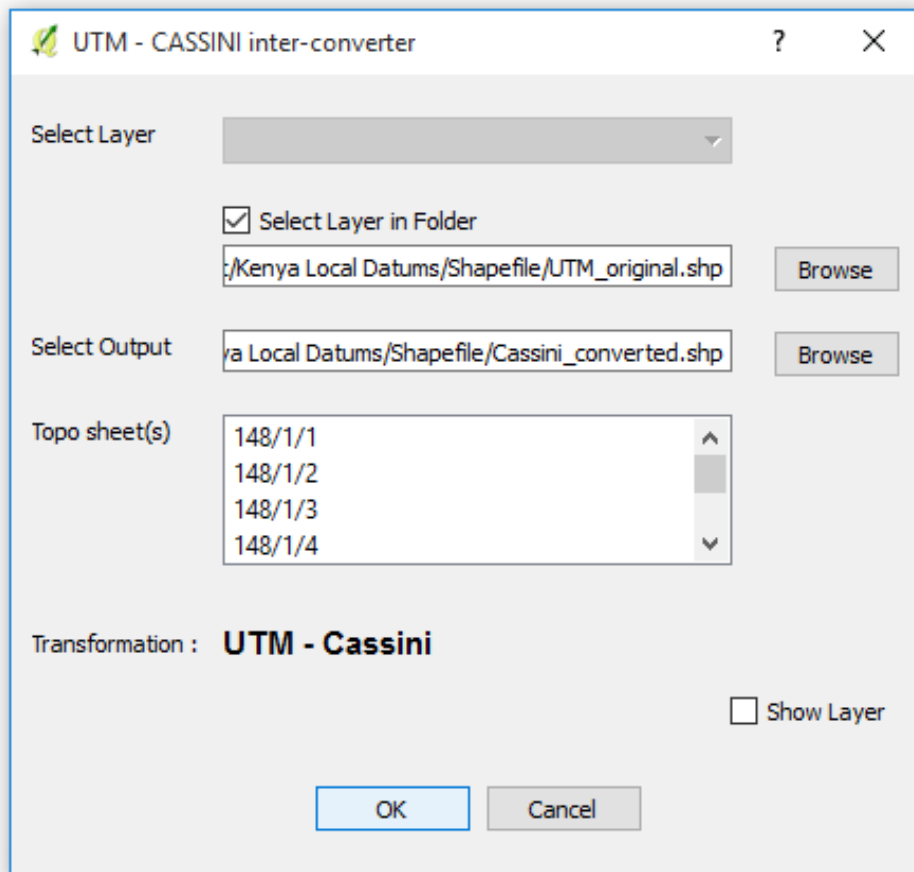 UTM - CASSINI inter-converter ?
Select Layer
Select Layer in Folder
:/Kenya Local Datums/Shapefile/UTM_original.shp Browse
Select Output ya Local Datums/Shapefile/Cassini_converted.shp Browse
Topo sheet(s) 148/1/1
148/1/2
148/1/3
148/1/4
Transformation : UTM - Cassini
Show Layer
OK Cancel